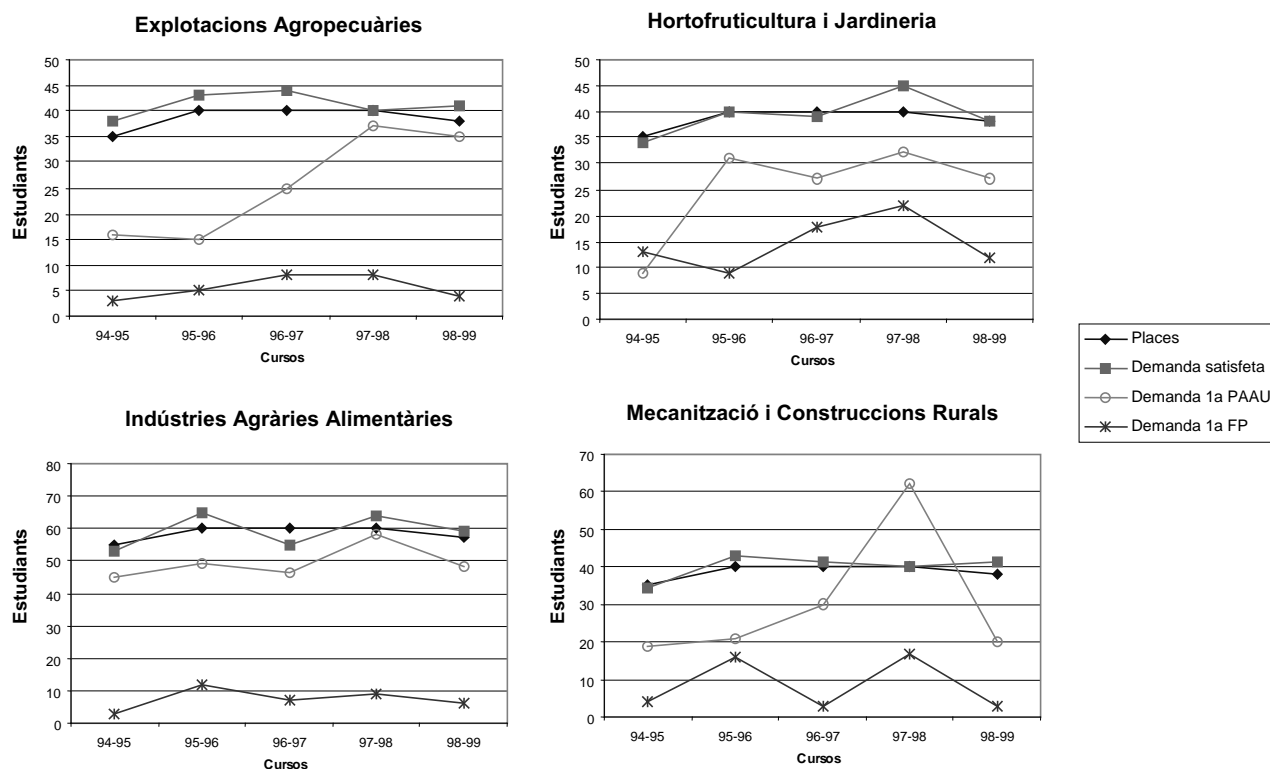 Explotacions Agropecuàries
50
45
40
35
30
25
20
15
10
5
0
Estudiants
94-95 95-96 96-97 97-98 98-99
Cursos
Hortofruticultura i Jardineria
50
45
40
35
30
25
20
15
10
5
0
Estudiants
94-95 95-96 96-97 97-98 98-99
Cursos
Places
Demanda satisfeta
Demanda 1a PAAU
Demanda 1a FP
Indústries Agràries Alimentàries
80
70
60
50
40
30
20
10
0
Estudiants
94-95 95-96 96-97 97-98 98-99
Cursos
Mecanització i Construccions Rurals
70
60
50
40
30
20
10
0
Estudiants
94-95 95-96 96-97 97-98 98-99
Cursos